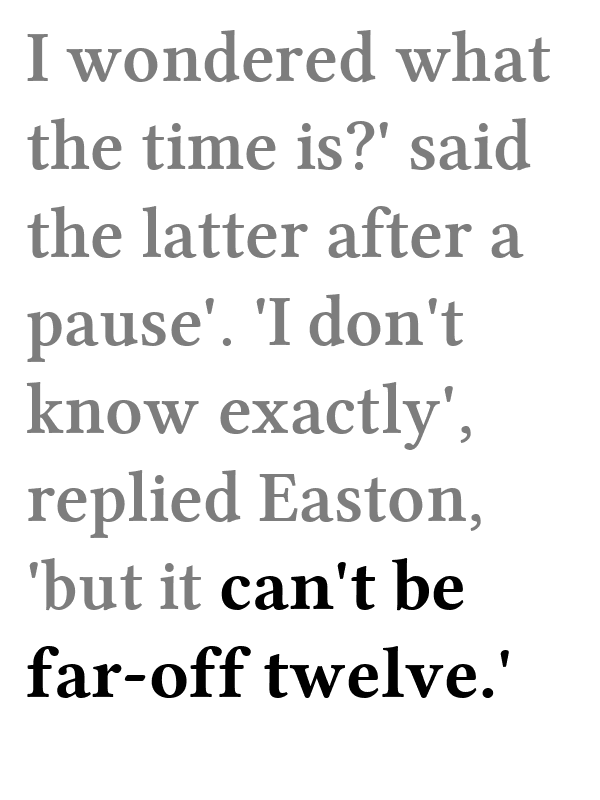 I wondered what
the time is?' said
the latter after a
pause'. 'I don't
know exactly',
replied Easton,
'but it can't be
far-off twelve.'